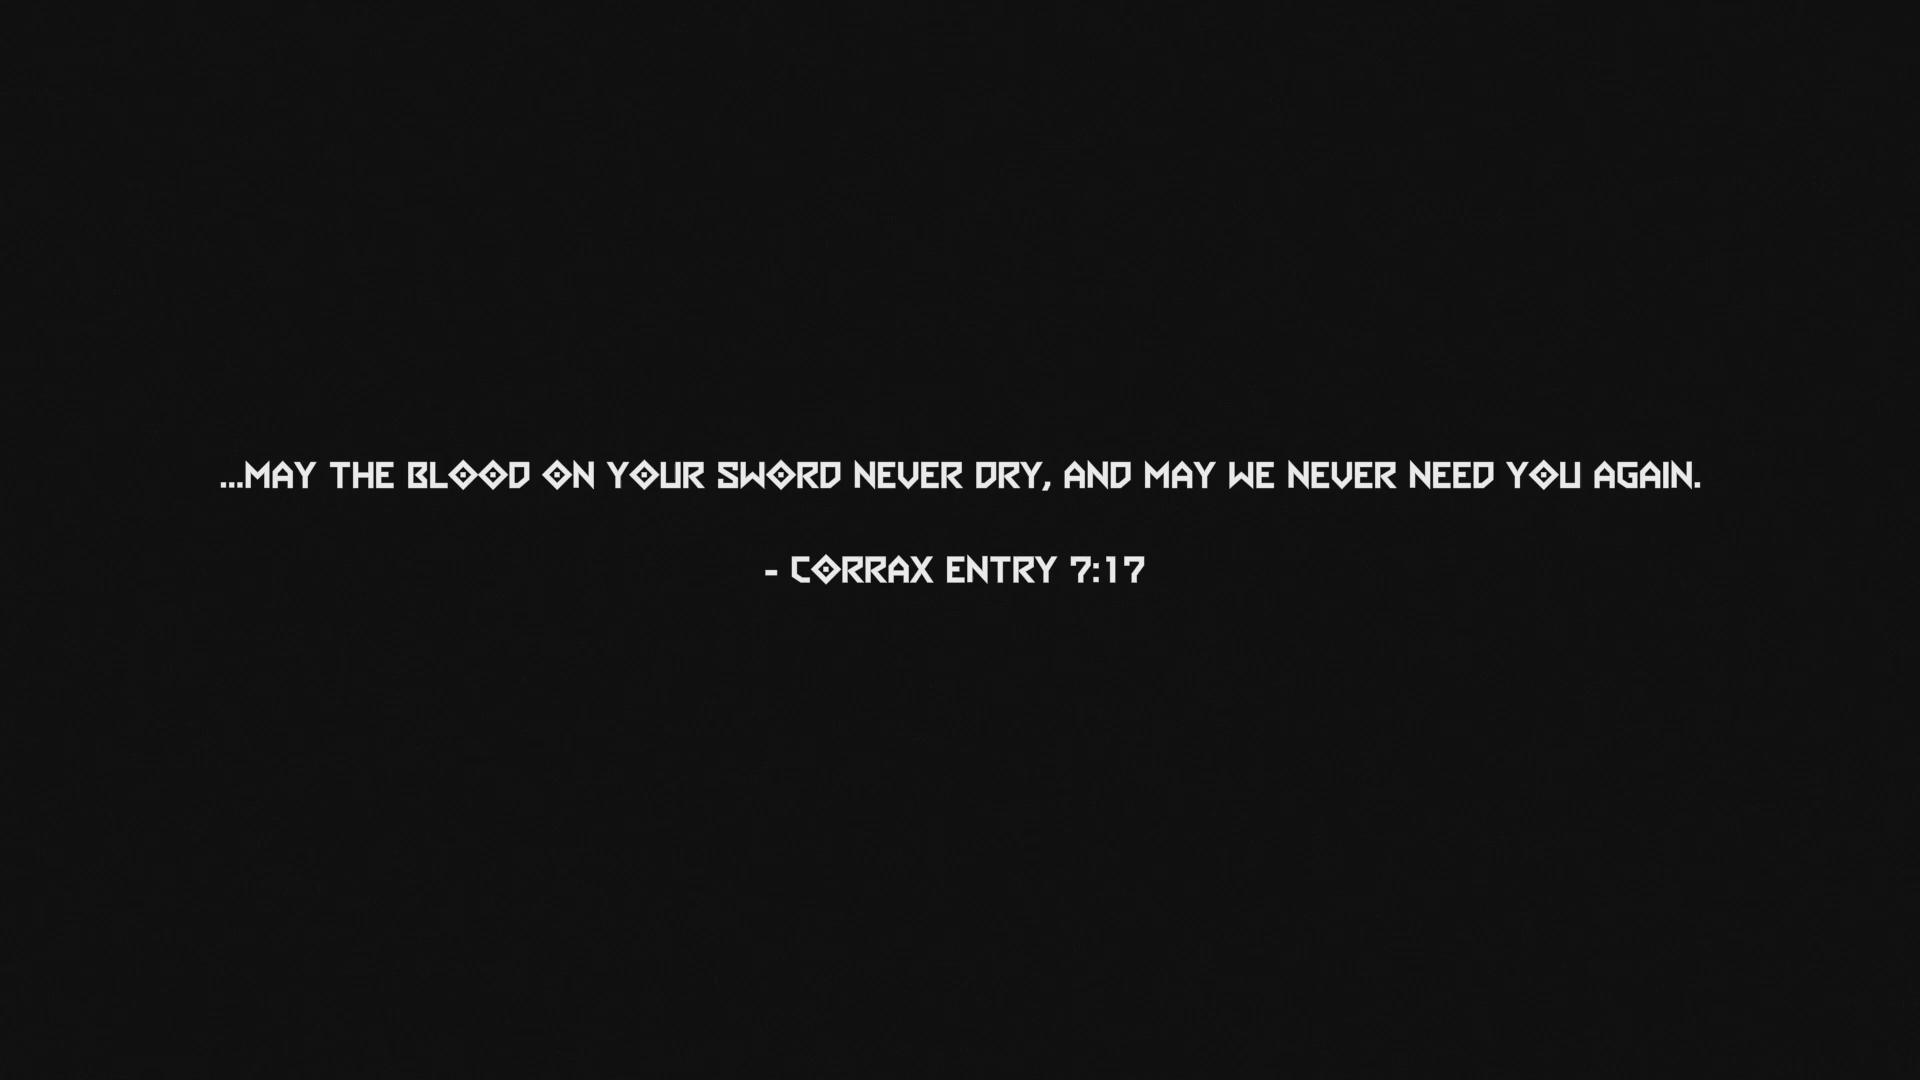 ...MAY THE BLOOD ON YOUR SWORD NEVER DRY, AND MAY WE NEVER NEED YOU AGAIN.
- CORRAX ENTRY 7:17